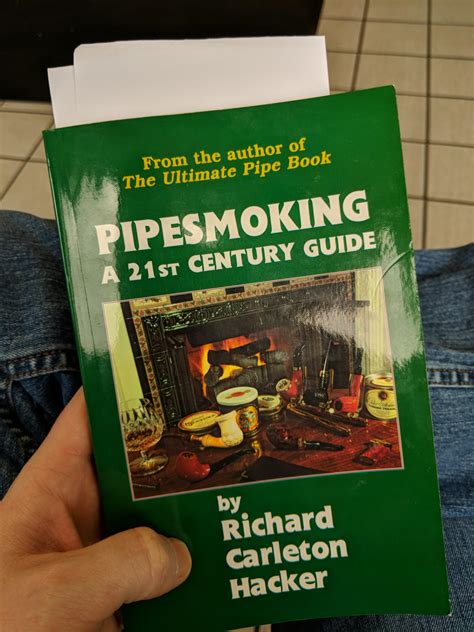 From the author of
The Ultimate Pipe Book
PIPESMOKING
A 21ST CENTURY GUIDE
by
Richard
Carleton
Hacker